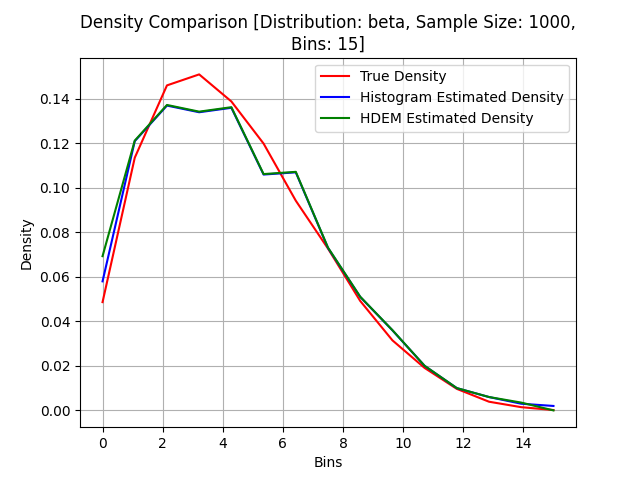 Density Comparison [Distribution: beta, Sample Size: 1000,
Bins: 15]
True Density
Histogram Estimated Density
HDEM Estimated Density
Density
0.14
0.12
0.10
0.08
0.06
0.04
0.02
0.00
0 2 4 6 8 10 12 14
Bins